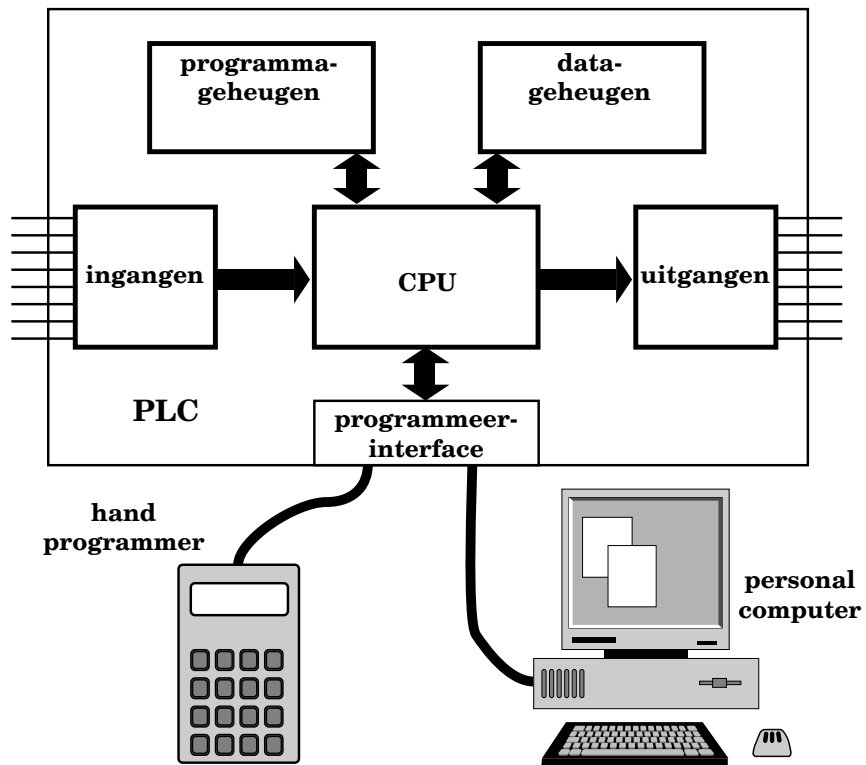 programma-
geheugen
data-
geheugen
ingangen
CPU
uitgangen
PLC
programmeer-
interface
hand
programmer
personal
computer